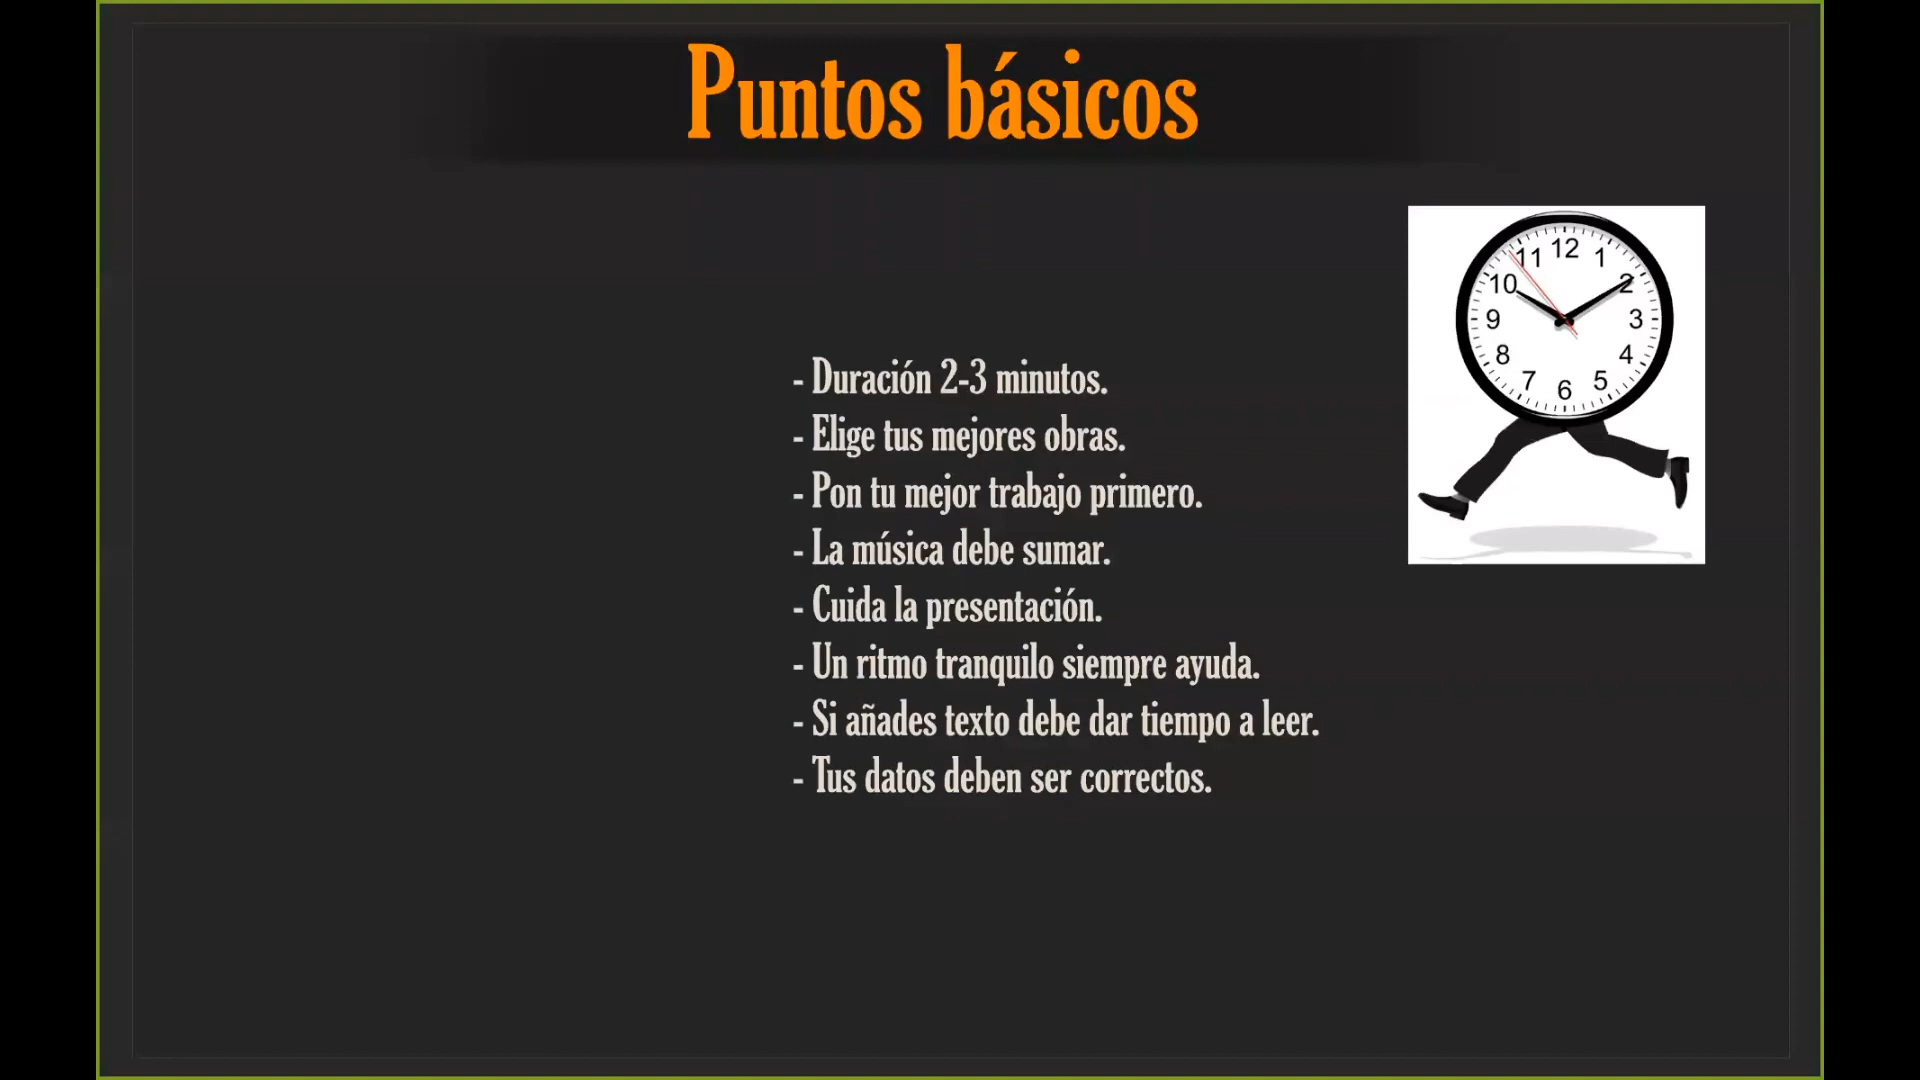 Puntos básicos
- Duración 2-3 minutos.
- Elige tus mejores obras.
- Pon tu mejor trabajo primero.
- La música debe sumar.
- Cuida la presentación.
- Un ritmo tranquilo siempre ayuda.
- Si añades texto debe dar tiempo a leer.
- Tus datos deben ser correctos.
12
11 1
10 2
9 3
8 4
7 5
6